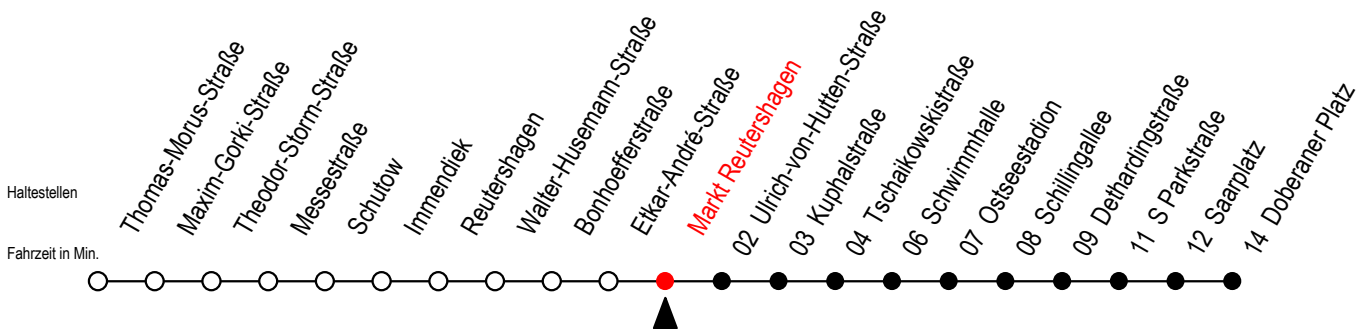 Haltestellen
Fahrzeit in Min.
Thomas-Morus-Straße
Maxim-Gorki-Straße
Theodor-Storm-Straße
Messestraße
Schutow
Immendiek
Reutershagen
Walter-Husemann-Straße
Bonhoefferstraße
Etkar-André-Straße
Markt Reutershagen
02 Ulrich-von-Hutten-Straße
03 Kuphalstraße
04 Tschaikowskistraße
06 Schwimmhalle
07 Ostseestadion
08 Schillingallee
09 Dethardingstraße
11 S Parkstraße
12 Saarplatz
14 Doberaner Platz